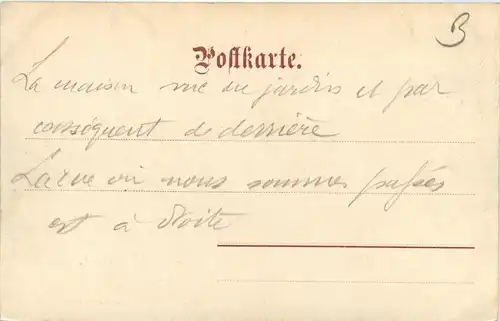 B
Postkarte.
La maison vue du jardin et par
conséquent de derrière
La rue où nous sommes passés
est à droite